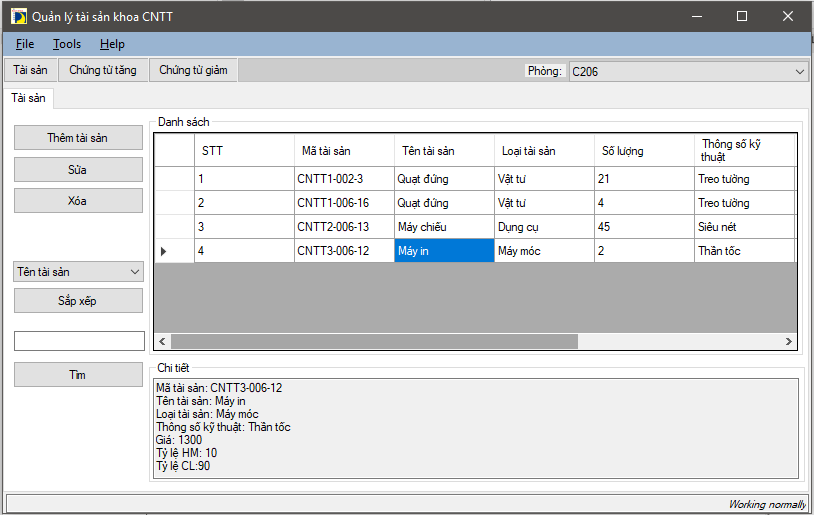 Quản lý tài sản khoa CNTT
File Tools Help
Tài sản Chứng từ tăng Chứng từ giảm Phòng: C206
Tài sản
Thêm tài sản
Sửa
Xóa
Tên tài sản
Sắp xếp
Tìm
Danh sách
STT Mã tài sản Tên tài sản Loại tài sản Số lượng Thông số kỹ thuật
1 CNTT1-002-3 Quạt đứng Vật tư 21 Treo tường
2 CNTT1-006-16 Quạt đứng Vật tư 4 Treo tường
3 CNTT2-006-13 Máy chiếu Dụng cụ 45 Siêu nét
4 CNTT3-006-12 Máy in Máy móc 2 Thần tốc
Chi tiết
Mã tài sản: CNTT3-006-12
Tên tài sản: Máy in
Loại tài sản: Máy móc
Thông số kỹ thuật: Thần tốc
Giá: 1300
Tỷ lệ HM: 10
Tỷ lệ CL:90
Working normally